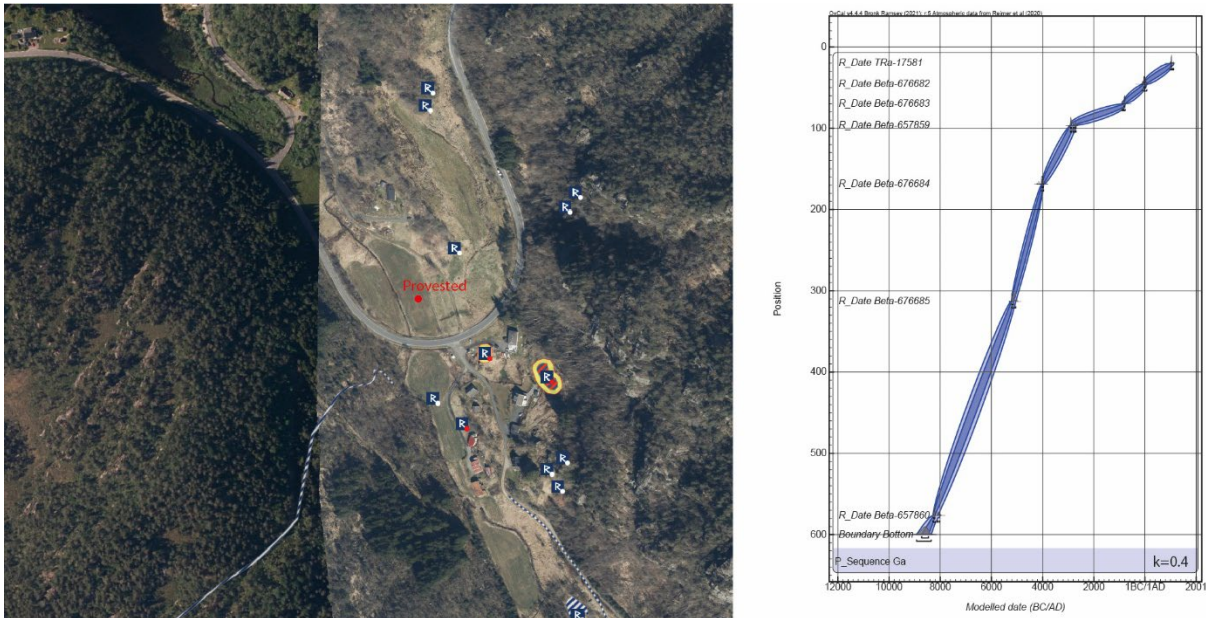 Provested
OxCal v4.4.4 Bronk Ramsey (2021); r:5 Atmospheric data from Reimer et al (2020)
0
R_Date TRa-17581
R_Date Beta-676682
R_Date Beta-676683
100
R_Date Beta-657859
R_Date Beta-676684
200
Position
300
R_Date Beta-676685
400
500
R_Date Beta-657860
600
Boundary Bottom
P_Sequence Ga
k=0.4
12000 10000 8000 6000 4000 2000 1BC/1AD 2001
Modelled date (BC/AD)